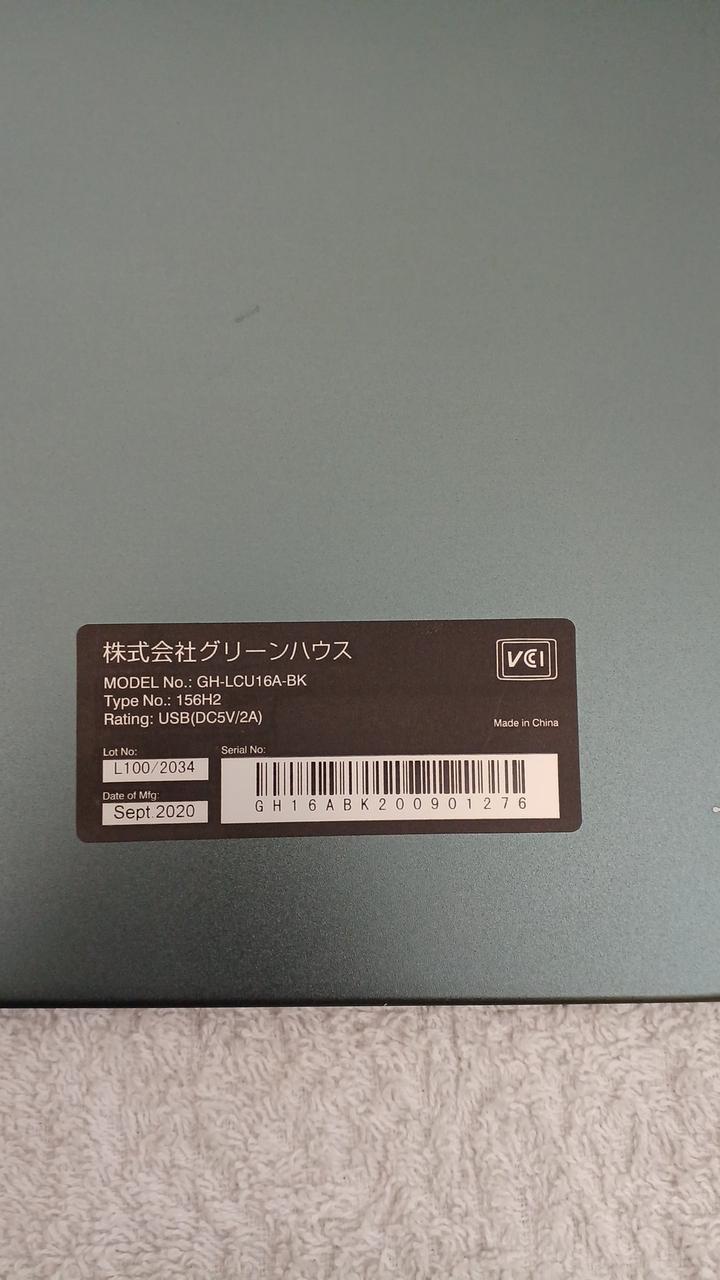 株式会社グリーンハウス
VCI
MODEL No.: GH-LCU16A-BK
Type No.: 156H2
Rating: USB(DC5V/2A)
Made in China
Lot No:
L100/2034
Serial No:
GH16ABK200901276
Date of Mfg:
Sept.2020